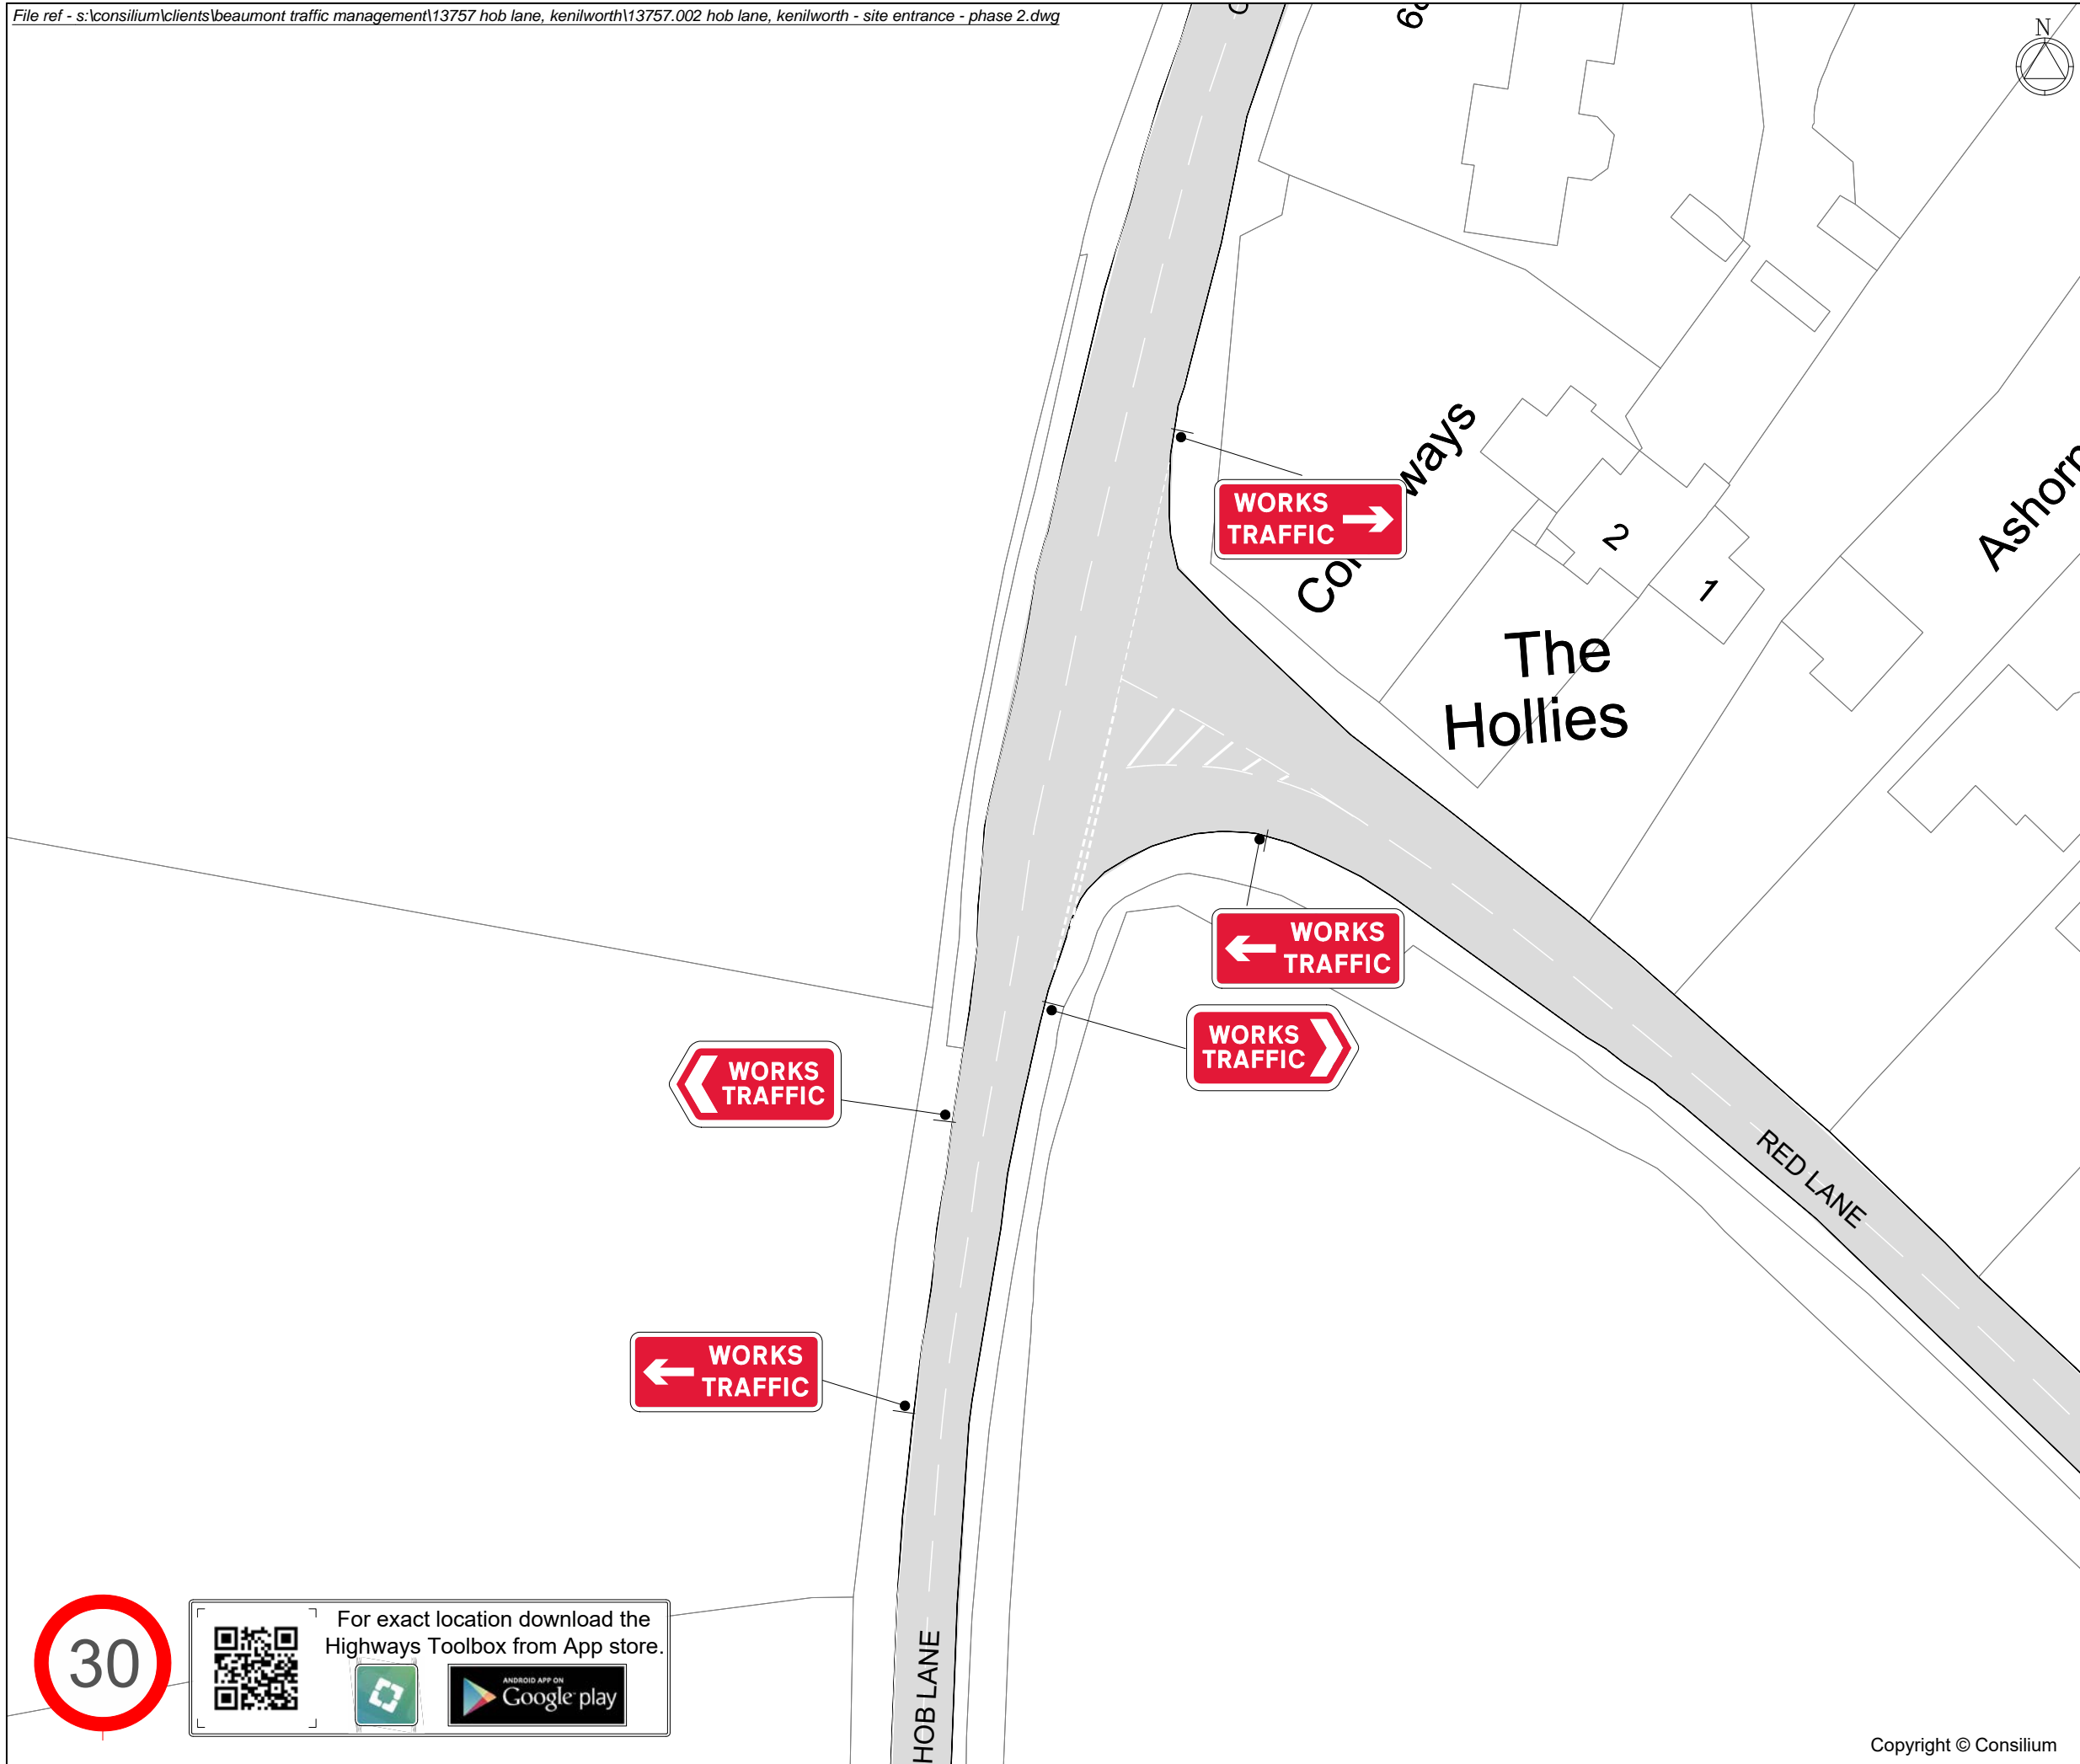 File ref - s:\consilium\clients\beaumont traffic management\13757 hob lane, kenilworth\13757.002 hob lane, kenilworth - site entrance - phase 2.dwg
N
WORKS
TRAFFIC
2
1
The
Hollies
WORKS
TRAFFIC
WORKS
TRAFFIC
WORKS
TRAFFIC
RED LANE
WORKS
TRAFFIC
HOB LANE
30
For exact location download the
Highways Toolbox from App store.
ANDROID APP ON
Google play
Copyright © Consilium